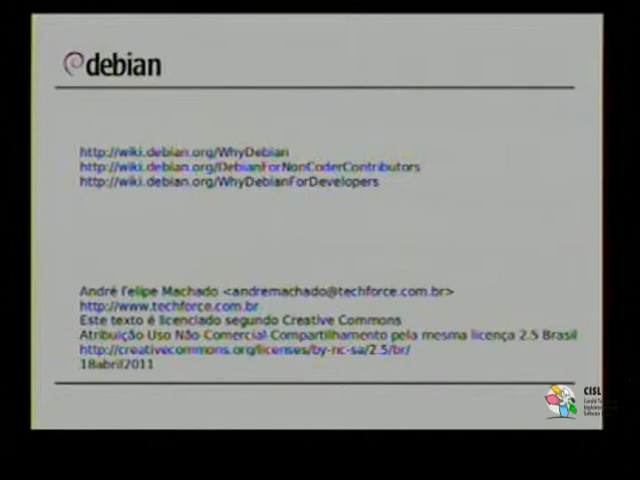 debian
http://wiki.debian.org/WhyDebian
http://wiki.debian.org/DebianForNonCoderContributors
http://wiki.debian.org/WhyDebianForDevelopers
André Felipe Machado <andremachado@techforce.com.br>
http://www.techforce.com.br
Este texto é licenciado segundo Creative Commons
Atribuição Uso Não Comercial Compartilhamento pela mesma licença 2.5 Brasil
http://creativecommons.org/licenses/by-nc-sa/2.5/br/
18abril2011
CISL